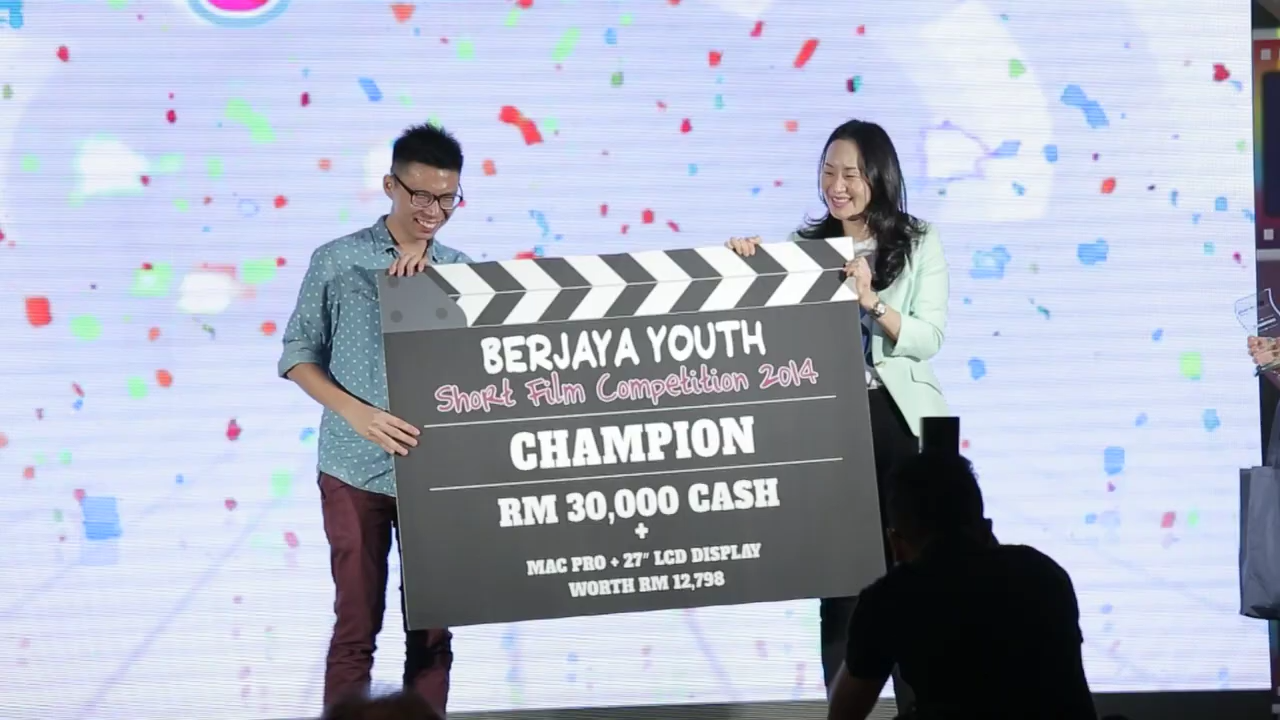 BERJAYA YOUTH
Short Film Competition 2014
CHAMPION
RM 30,000 CASH
+
MAC PRO + 27" LCD DISPLAY
WORTH RM 12,798